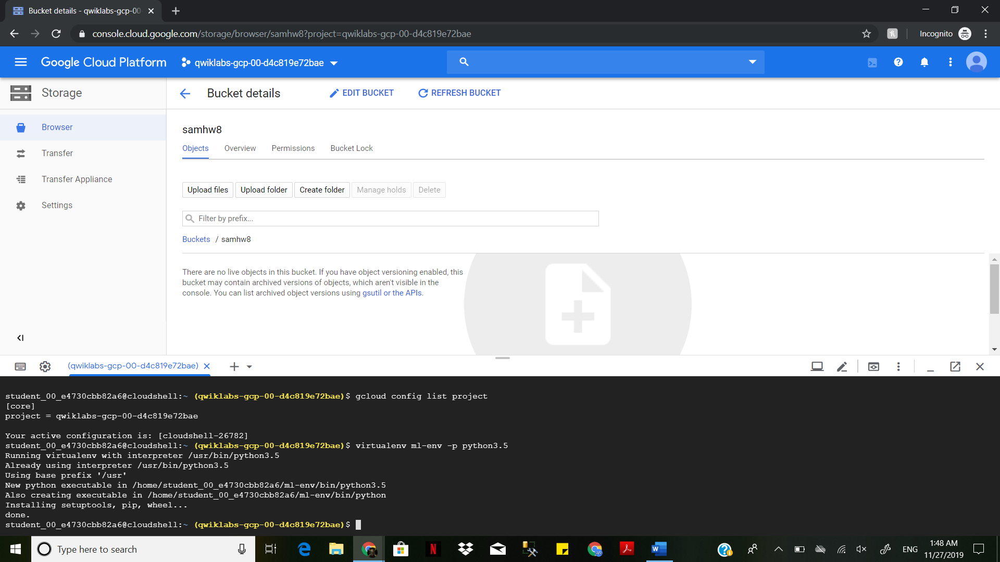 Bucket details - qwiklabs-gcp-00-
console.cloud.google.com/storage/browser/samhw8?project=qwiklabs-gcp-00-d4c819e72bae
Incognito
Google Cloud Platform
qwiklabs-gcp-00-d4c819e72bae
Storage
Bucket details
EDIT BUCKET
REFRESH BUCKET
Browser
Transfer
Transfer Appliance
Settings
samhw8
Objects Overview Permissions Bucket Lock
Upload files Upload folder Create folder Manage holds Delete
Filter by prefix...
Buckets / samhw8
There are no live objects in this bucket. If you have object versioning enabled, this
bucket may contain archived versions of objects, which aren't visible in the
console. You can list archived object versions using gsutil or the APIs.
(qwiklabs-gcp-00-d4c819e72bae)
student_00_e4730cbb82a6@cloudshell:~ (qwiklabs-gcp-00-d4c819e72bae)$ gcloud config list project
[core]
project = qwiklabs-gcp-00-d4c819e72bae
Your active configuration is: [cloudshell-26782]
student_00_e4730cbb82a6@cloudshell:~ (qwiklabs-gcp-00-d4c819e72bae)$ virtualenv ml-env -p python3.5
Running virtualenv with interpreter /usr/bin/python3.5
Already using interpreter /usr/bin/python3.5
Using base prefix '/usr'
New python executable in /home/student_00_e4730cbb82a6/ml-env/bin/python3.5
Also creating executable in /home/student_00_e4730cbb82a6/ml-env/bin/python
Installing setuptools, pip, wheel...
done.
student_00_e4730cbb82a6@cloudshell:~ (qwiklabs-gcp-00-d4c819e72bae)$
Type here to search
ENG
1:48 AM
11/27/2019